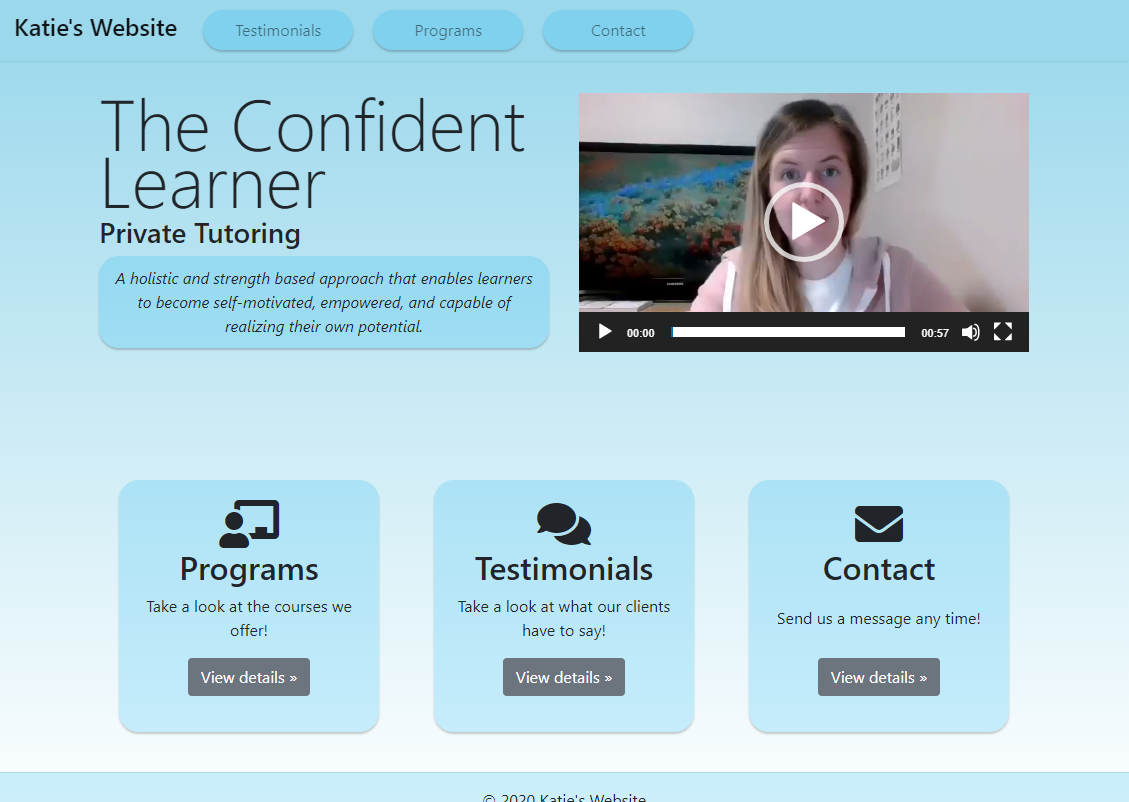 Katie's Website
Testimonials
Programs
Contact
The Confident
Learner
Private Tutoring
A holistic and strength based approach that enables learners
to become self-motivated, empowered, and capable of
realizing their own potential.
SAMSUNG
00:00
00:57
Programs
Take a look at the courses we
offer!
View details »
Testimonials
Take a look at what our clients
have to say!
View details »
Contact
Send us a message any time!
View details »
© 2020 Katie's Website